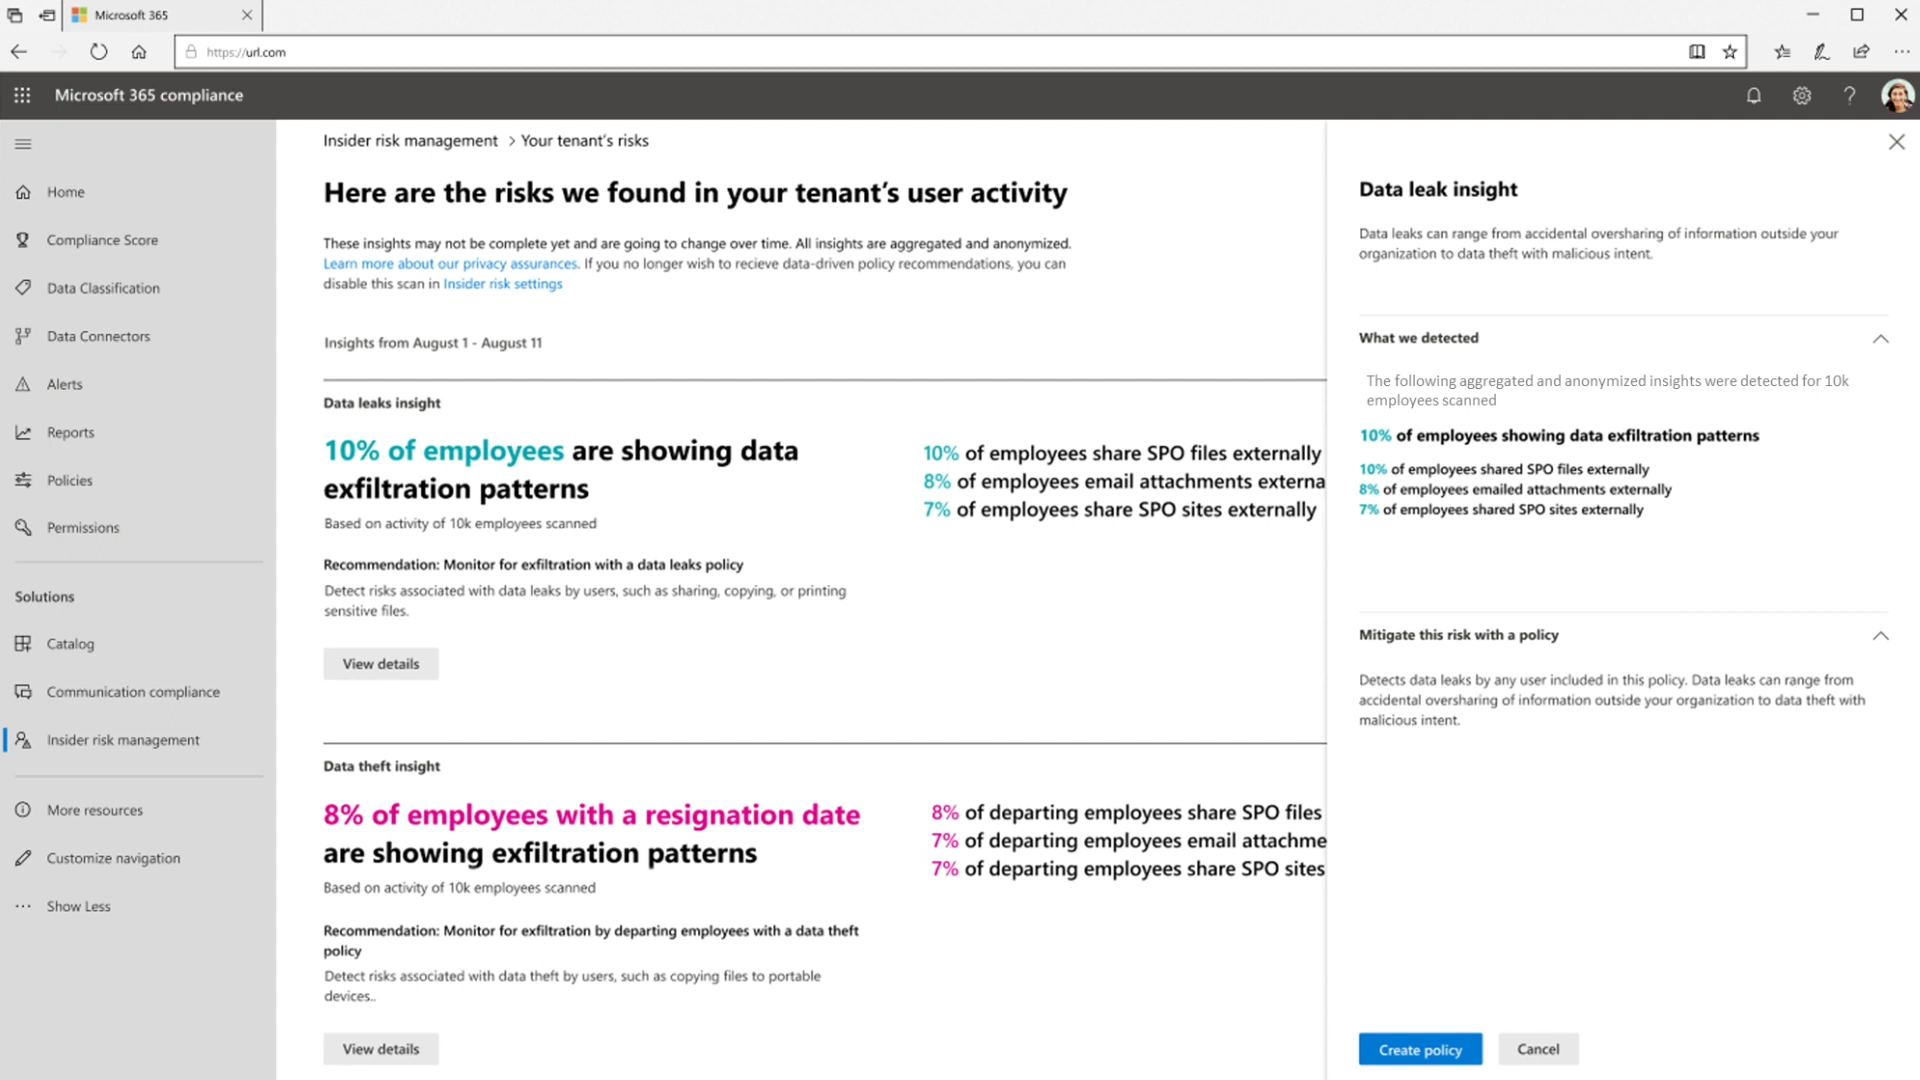 Microsoft 365
https://url.com
Microsoft 365 compliance
Home
Compliance Score
Data Classification
Data Connectors
Alerts
Reports
Policies
Permissions
Solutions
Catalog
Communication compliance
Insider risk management
More resources
Customize navigation
Show Less
Insider risk management > Your tenant's risks
Here are the risks we found in your tenant's user activity
These insights may not be complete yet and are going to change over time. All insights are aggregated and anonymized.
Learn more about our privacy assurances. If you no longer wish to recieve data-driven policy recommendations, you can
disable this scan in Insider risk settings
Insights from August 1 - August 11
Data leaks insight
10% of employees are showing data
exfiltration patterns
Based on activity of 10k employees scanned
Recommendation: Monitor for exfiltration with a data leaks policy
Detect risks associated with data leaks by users, such as sharing, copying, or printing
sensitive files.
View details
10% of employees share SPO files externally
8% of employees email attachments externa
7% of employees share SPO sites externally
Data theft insight
8% of employees with a resignation date
are showing exfiltration patterns
Based on activity of 10k employees scanned
Recommendation: Monitor for exfiltration by departing employees with a data theft
policy
Detect risks associated with data theft by users, such as copying files to portable
devices..
View details
8% of departing employees share SPO files
7% of departing employees email attachme
7% of departing employees share SPO sites
Data leak insight
Data leaks can range from accidental oversharing of information outside your
organization to data theft with malicious intent.
What we detected
The following aggregated and anonymized insights were detected for 10k
employees scanned
10% of employees showing data exfiltration patterns
10% of employees shared SPO files externally
8% of employees emailed attachments externally
7% of employees shared SPO sites externally
Mitigate this risk with a policy
Detects data leaks by any user included in this policy. Data leaks can range from
accidental oversharing of information outside your organization to data theft with
malicious intent.
Create policy
Cancel